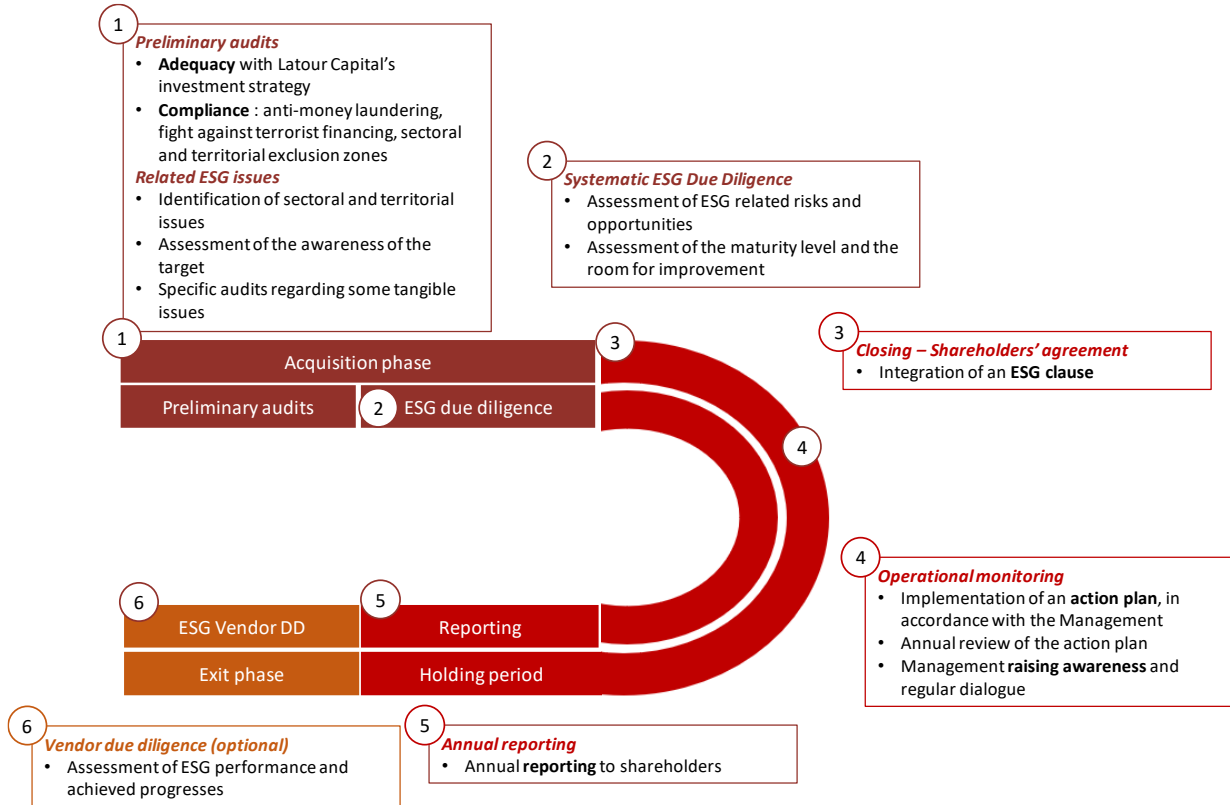 1
Preliminary audits
• Adequacy with Latour Capital's
investment strategy
• Compliance : anti-money laundering,
fight against terrorist financing, sectoral
and territorial exclusion zones
Related ESG issues
• Identification of sectoral and territorial
issues
• Assessment of the awareness of the
target
• Specific audits regarding some tangible
issues
2
Systematic ESG Due Diligence
• Assessment of ESG related risks and
opportunities
• Assessment of the maturity level and the
room for improvement
3
Closing – Shareholders' agreement
• Integration of an ESG clause
1
Acquisition phase
3
Preliminary audits
2
ESG due diligence
4
4
Operational monitoring
• Implementation of an action plan, in
accordance with the Management
• Annual review of the action plan
• Management raising awareness and
regular dialogue
6
ESG Vendor DD
5
Reporting
Exit phase
Holding period
6
Vendor due diligence (optional)
• Assessment of ESG performance and
achieved progresses
5
Annual reporting
• Annual reporting to shareholders